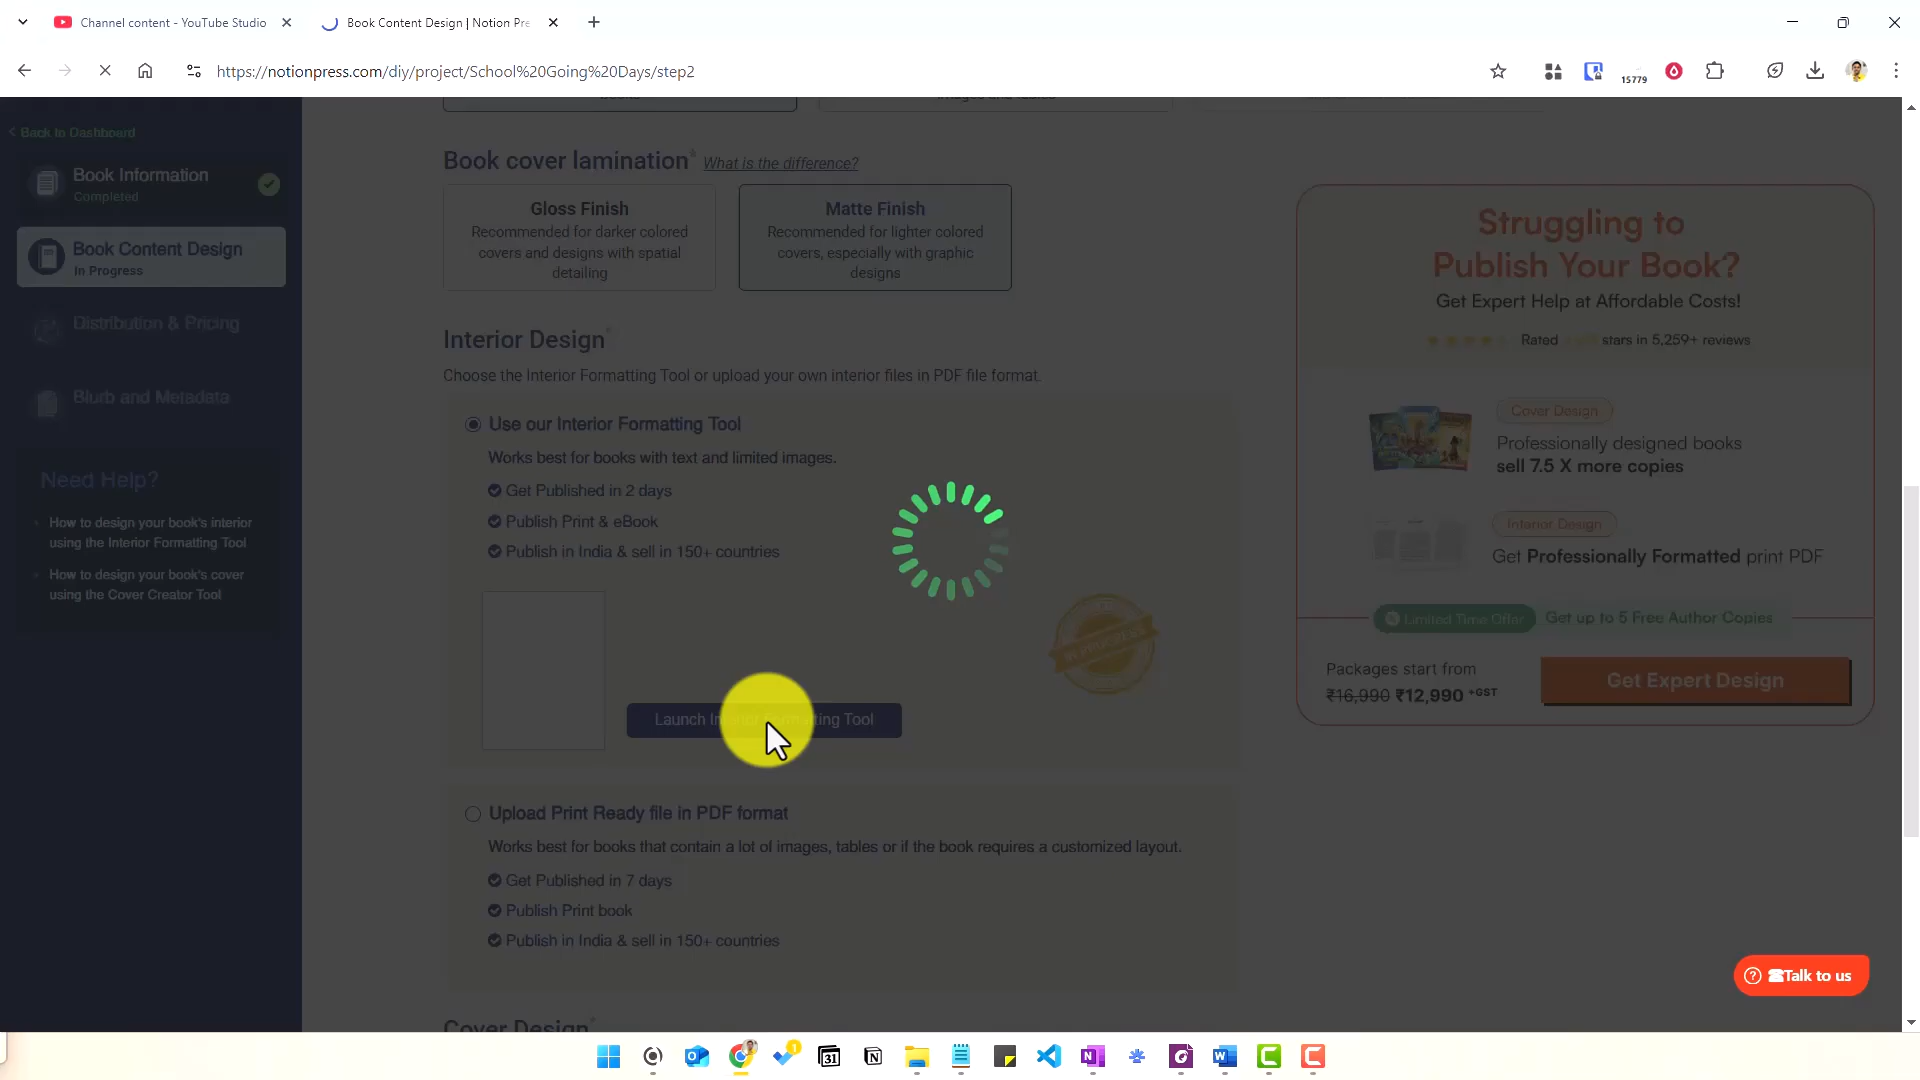 Channel content - YouTube Studio
Book Content Design | Notion Pre
https://notionpress.com/diy/project/School%20Going%20Days/step2
15779
Back to Dashboard
Book Information
Completed
Book Content Design
In Progress
Distribution & Pricing
Blurb and Metadata
Need Help?
How to design your book's interior
using the Interior Formatting Tool
How to design your book's cover
using the Cover Creator Tool
Book cover lamination* What is the difference?
Gloss Finish
Recommended for darker colored
covers and designs with spatial
detailing
Matte Finish
Recommended for lighter colored
covers, especially with graphic
designs
Interior Design*
Choose the Interior Formatting Tool or upload your own interior files in PDF file format.
Use our Interior Formatting Tool
Works best for books with text and limited images.
Get Published in 2 days
Publish Print & eBook
Publish in India & sell in 150+ countries
Launch Interior Formatting Tool
Upload Print Ready file in PDF format
Works best for books that contain a lot of images, tables or if the book requires a customized layout.
Get Published in 7 days
Publish Print book
Publish in India & sell in 150+ countries
Cover Design*
Struggling to
Publish Your Book?
Get Expert Help at Affordable Costs!
Rated stars in 5,259+ reviews
Cover Design
Professionally designed books
sell 7.5 X more copies
Interior Design
Get Professionally Formatted print PDF
Limited Time Offer
Get up to 5 Free Author Copies
Packages start from
₹16,990 ₹12,990 +GST
Get Expert Design
Talk to us
1
31